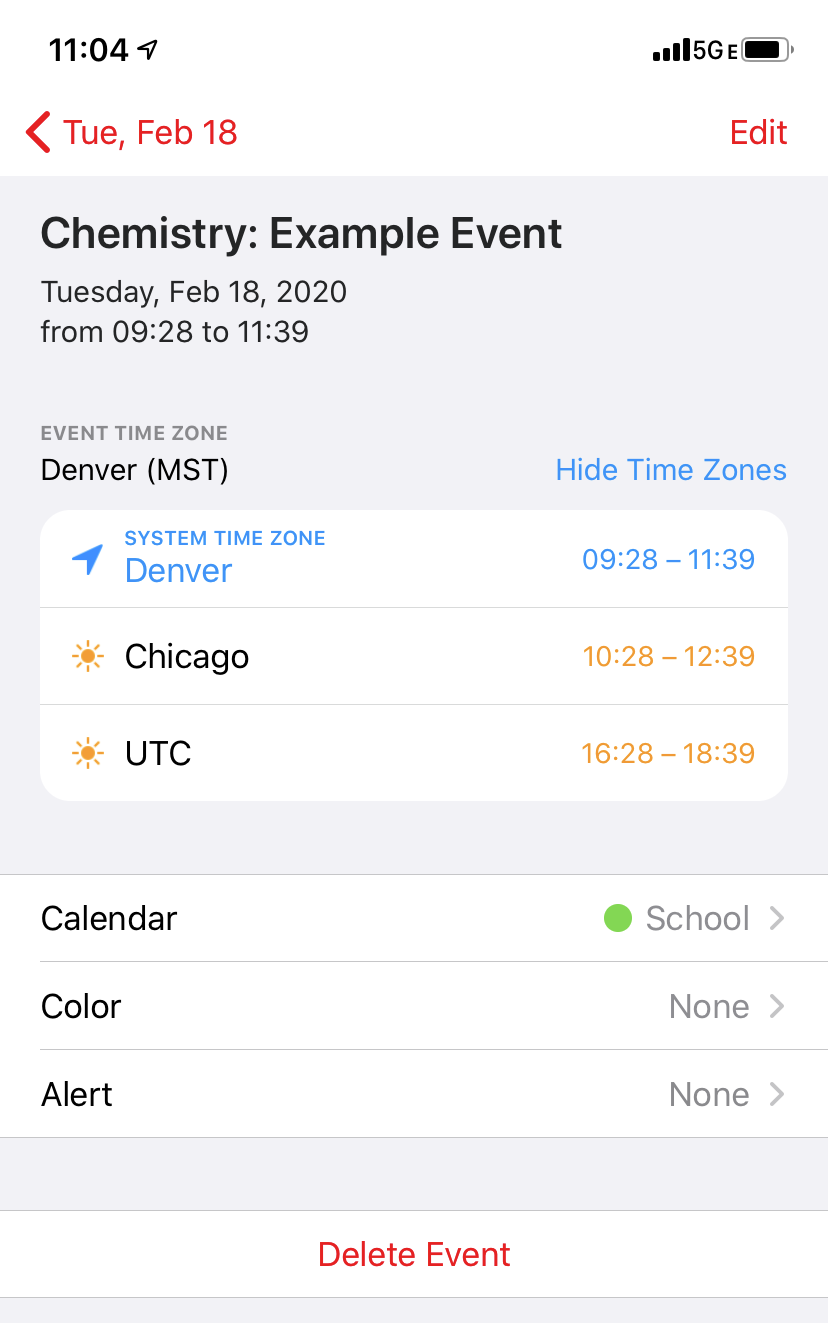 11:04
5GE
Tue, Feb 18
Edit
Chemistry: Example Event
Tuesday, Feb 18, 2020
from 09:28 to 11:39
EVENT TIME ZONE
Denver (MST)
Hide Time Zones
SYSTEM TIME ZONE
Denver
09:28 – 11:39
Chicago
10:28 – 12:39
UTC
16:28 – 18:39
Calendar
School
Color
None
Alert
None
Delete Event